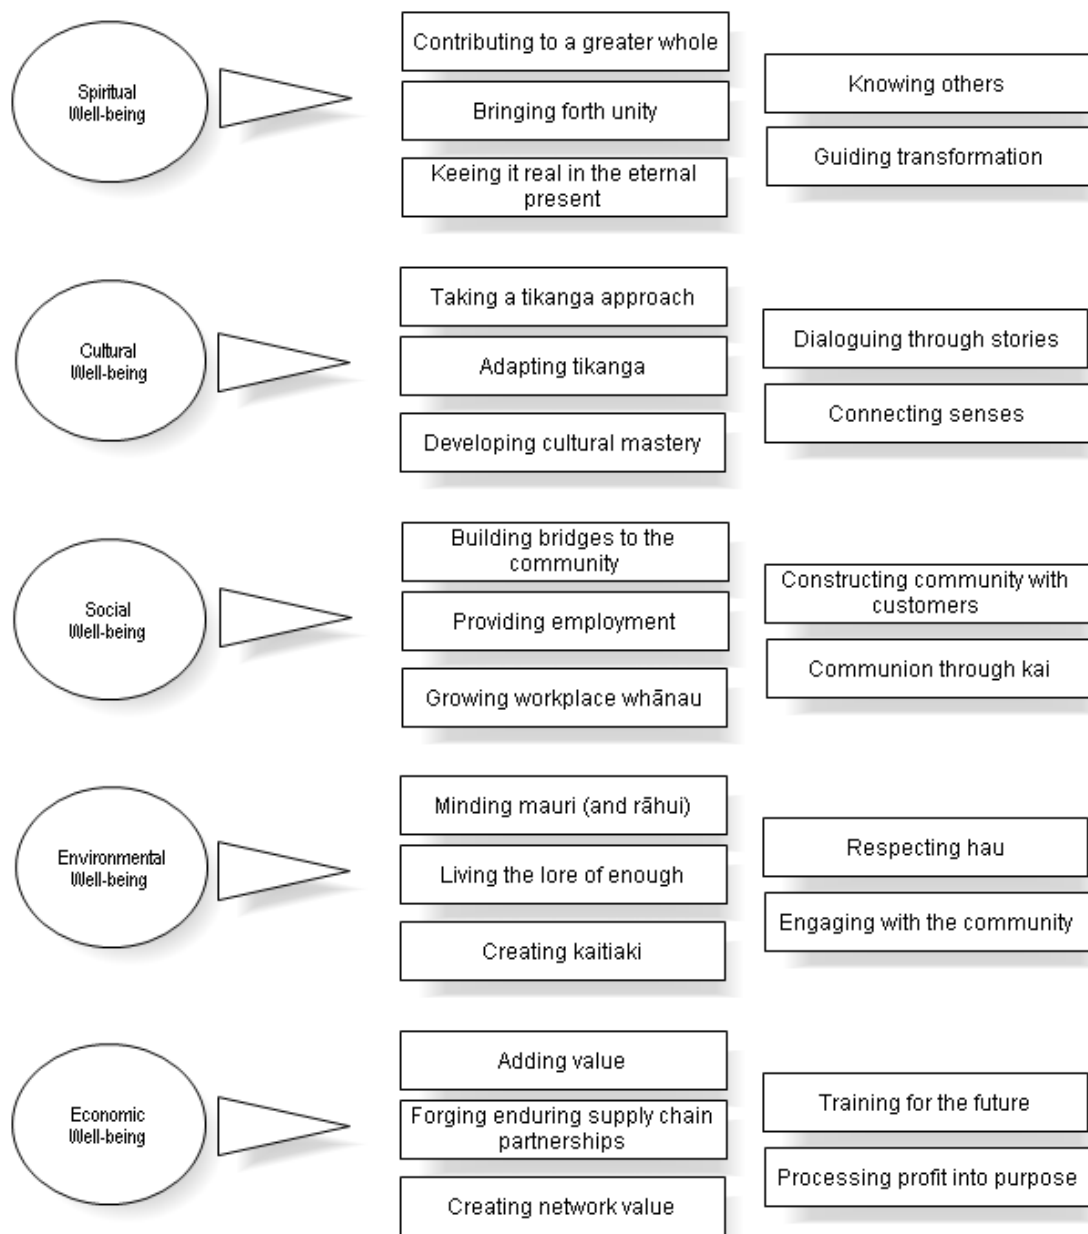 Spiritual
Well-being
Contributing to a greater whole
Bringing forth unity
Keeing it real in the eternal
present
Knowing others
Guiding transformation
Cultural
Well-being
Taking a tikanga approach
Adapting tikanga
Developing cultural mastery
Dialoguing through stories
Connecting senses
Social
Well-being
Building bridges to the
community
Providing employment
Growing workplace whānau
Constructing community with
customers
Communion through kai
Environmental
Well-being
Minding mauri (and rāhui)
Living the lore of enough
Creating kaitiaki
Respecting hau
Engaging with the community
Economic
Well-being
Adding value
Forging enduring supply chain
partnerships
Creating network value
Training for the future
Processing profit into purpose